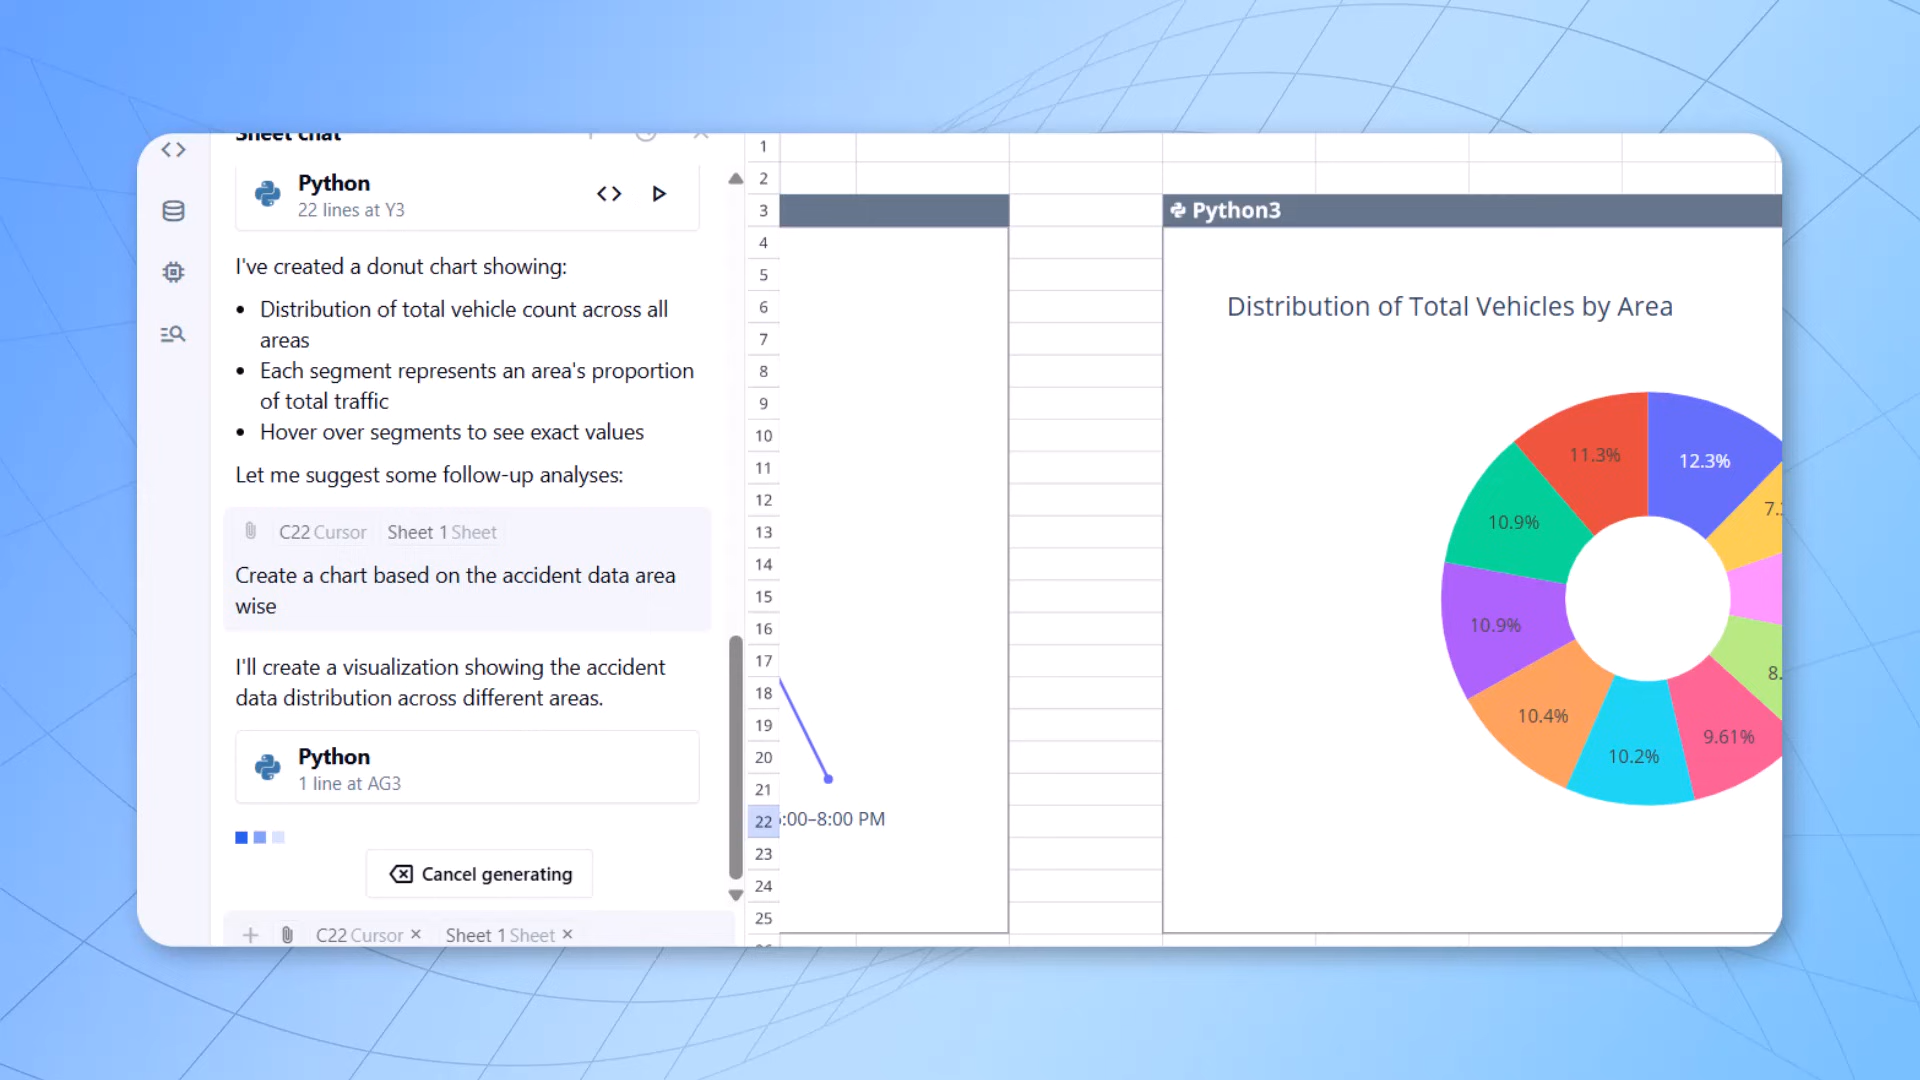 Sheet chat
Python
22 lines at Y3
I've created a donut chart showing:
• Distribution of total vehicle count across all
areas
• Each segment represents an area's proportion
of total traffic
• Hover over segments to see exact values
Let me suggest some follow-up analyses:
C22 Cursor Sheet 1 Sheet
Create a chart based on the accident data area
wise
I'll create a visualization showing the accident
data distribution across different areas.
Python
1 line at AG3
Cancel generating
C22 Cursor × Sheet 1 Sheet ×
1
2
3
4
5
6
7
8
9
10
11
12
13
14
15
16
17
18
19
20
21
22
23
24
25
:00–8:00 PM
Python3
Distribution of Total Vehicles by Area
11.3%
12.3%
7.
10.9%
10.9%
8.
10.4%
9.61%
10.2%